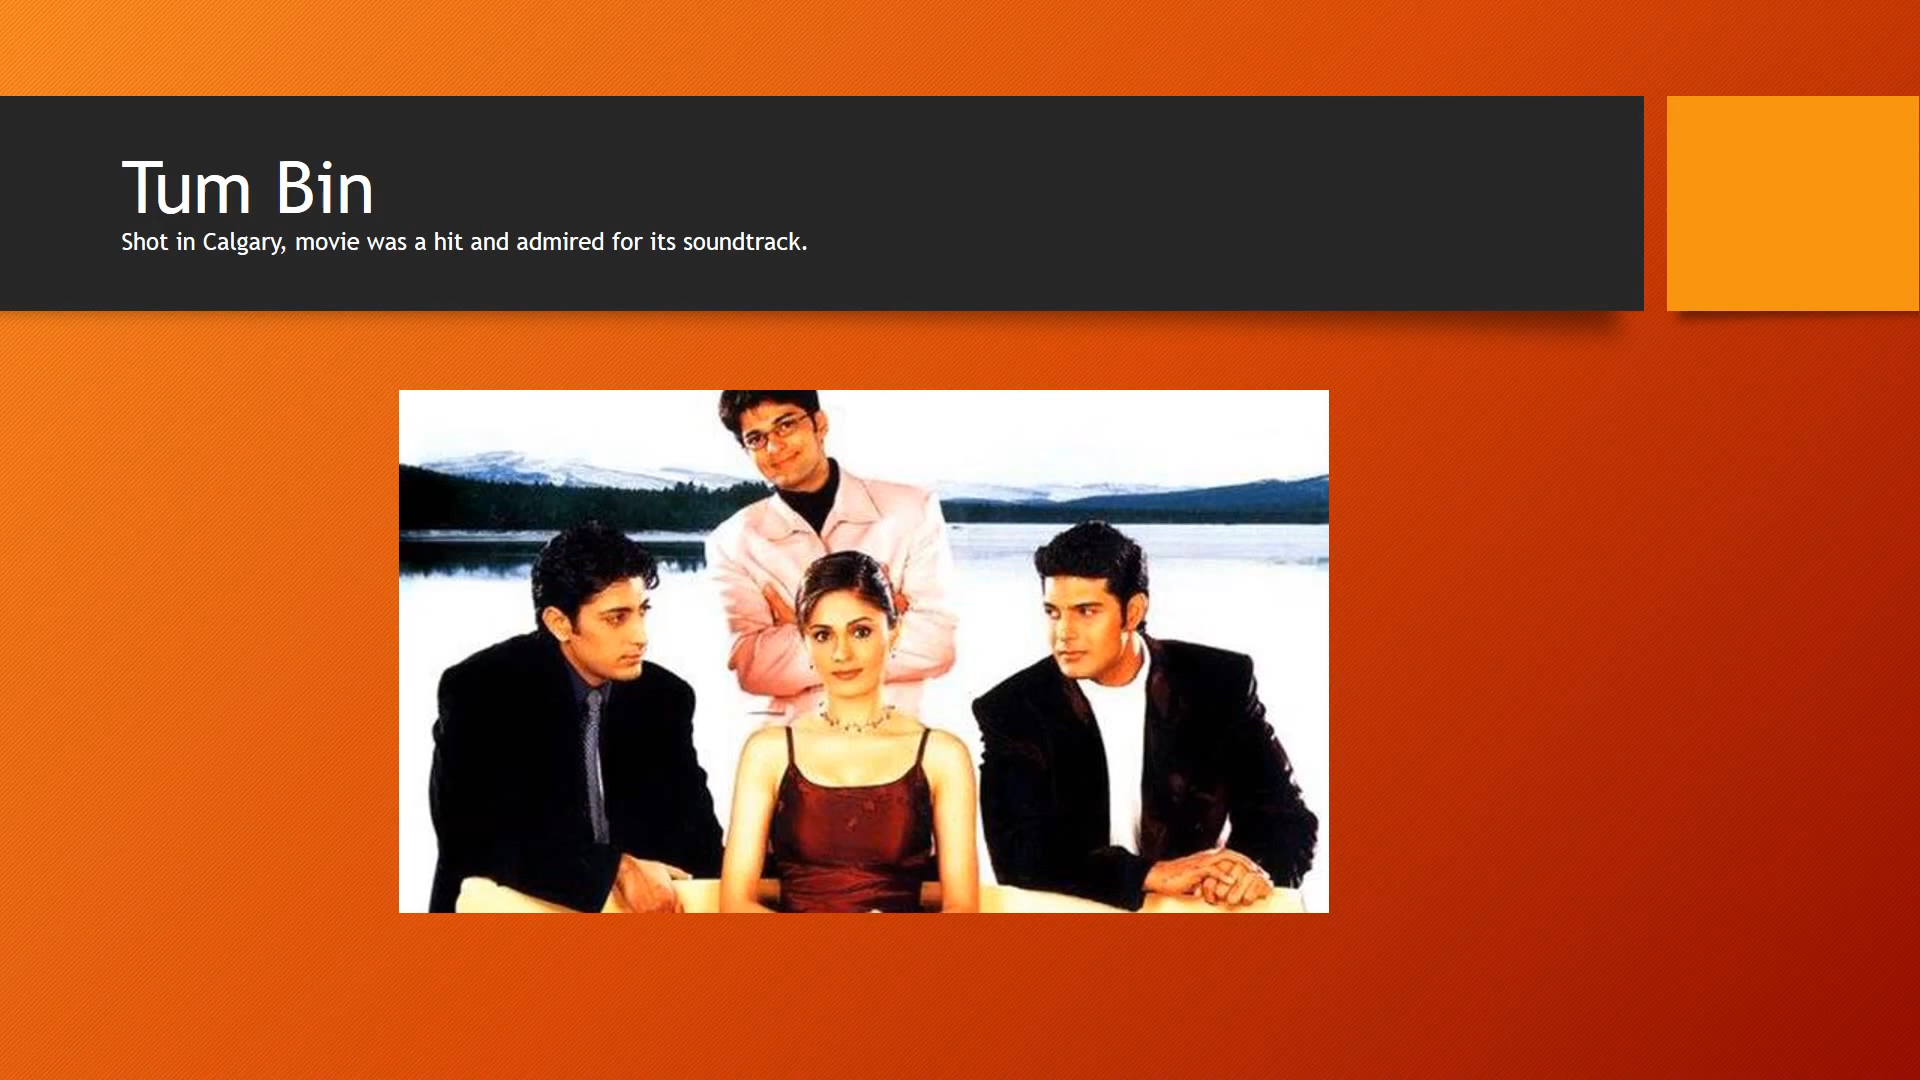 Tum Bin
Shot in Calgary, movie was a hit and admired for its soundtrack.